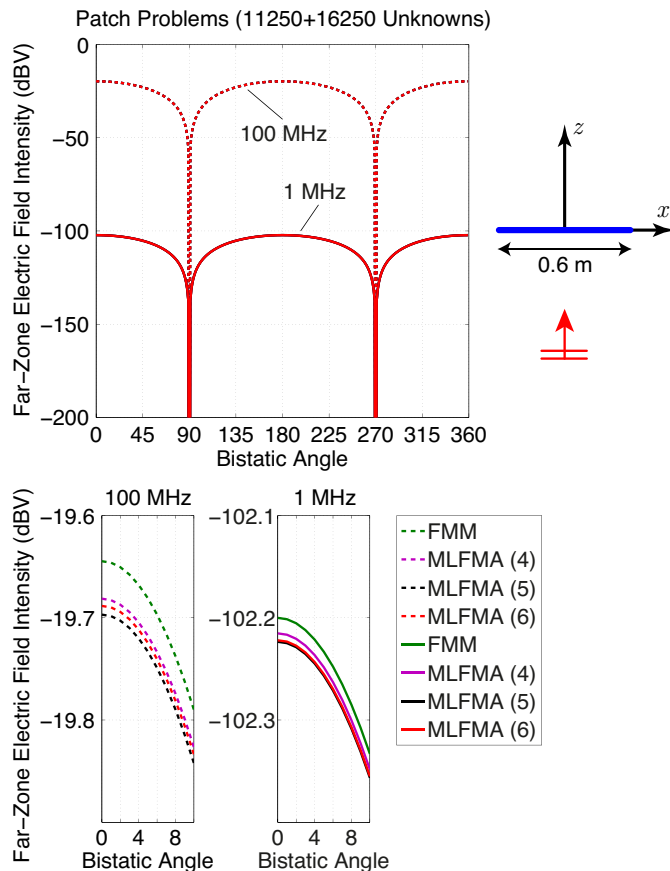 Patch Problems (11250+16250 Unknowns)
Far−Zone Electric Field Intensity (dBV)
0
−50
−100
−150
−200
100 MHz
1 MHz
0 45 90 135 180 225 270 315 360
Bistatic Angle
z
x
0.6 m
Far−Zone Electric Field Intensity (dBV)
100 MHz
−19.6
−19.7
−19.8
0 4 8
Bistatic Angle
1 MHz
−102.1
−102.2
−102.3
0 4 8
Bistatic Angle
FMM
MLFMA (4)
MLFMA (5)
MLFMA (6)
FMM
MLFMA (4)
MLFMA (5)
MLFMA (6)